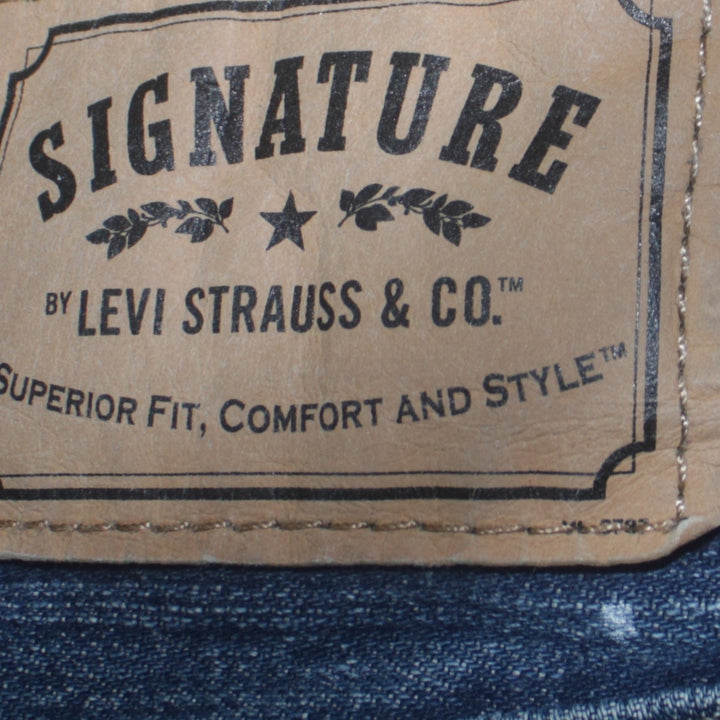 SIGNATURE
BY LEVI STRAUSS & CO.™
SUPERIOR FIT, COMFORT AND STYLE™